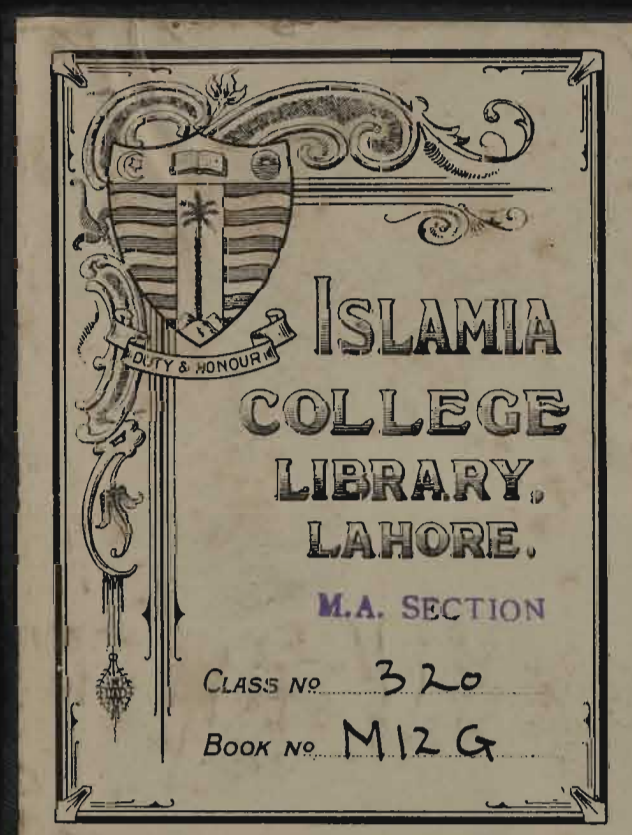 DUTY & HONOUR
ISLAMIA
COLLEGE
LIBRARY,
LAHORE.
M.A. SECTION
CLASS Nº 320
BOOK Nº M12G